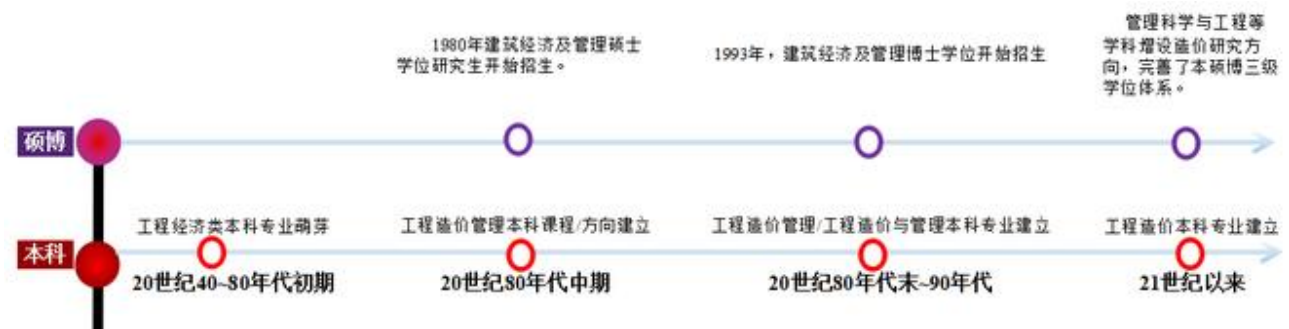 1980年建筑经济及管理硕士
学位研究生开始招生。
1993年，建筑经济及管理博士学位开始招生
管理科学与工程等
学科增设造价研究方
向，完善了本硕博三级
学位体系。
硕博
工程经济类本科专业萌芽
工程造价管理本科课程/方向建立
工程造价管理/工程造价与管理本科专业建立
工程造价本科专业建立
本科
20世纪40~80年代初期
20世纪80年代中期
20世纪80年代末~90年代
21世纪以来